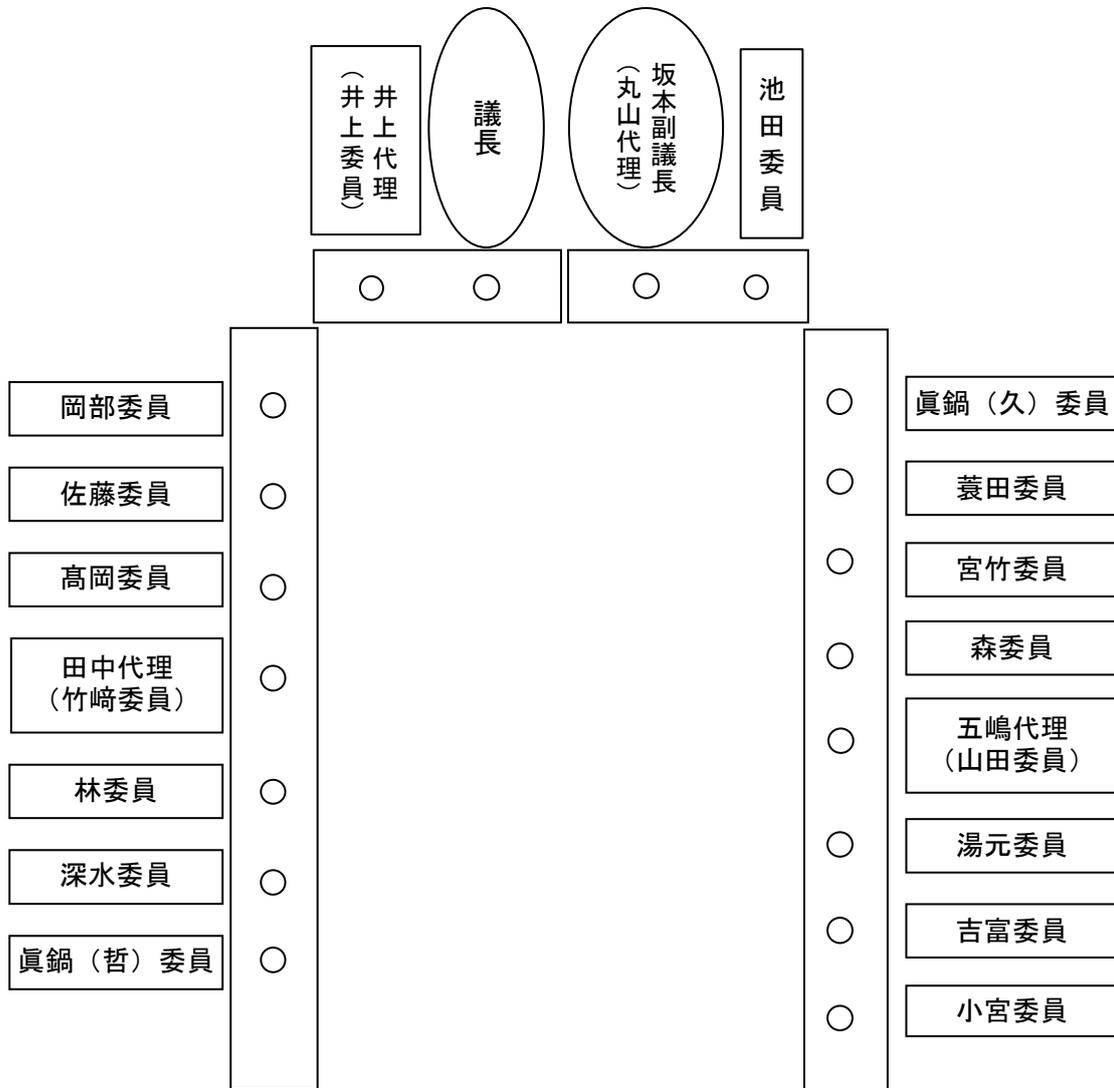 井上代理
（井上委員）
議長
坂本副議長
（丸山代理）
池田委員
岡部委員
佐藤委員
髙岡委員
田中代理
（竹﨑委員）
林委員
深水委員
眞鍋（哲）委員
眞鍋（久）委員
蓑田委員
宮竹委員
森委員
五嶋代理
（山田委員）
湯元委員
吉富委員
小宮委員